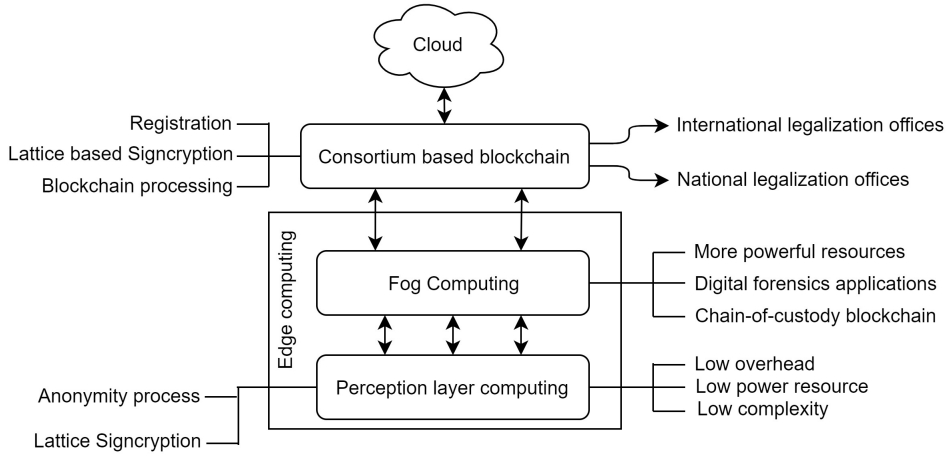 Cloud
Registration
Lattice based Signcryption
Blockchain processing
Consortium based blockchain
International legalization offices
National legalization offices
Edge computing
Fog Computing
More powerful resources
Digital forensics applications
Chain-of-custody blockchain
Perception layer computing
Low overhead
Low power resource
Low complexity
Anonymity process
Lattice Signcryption